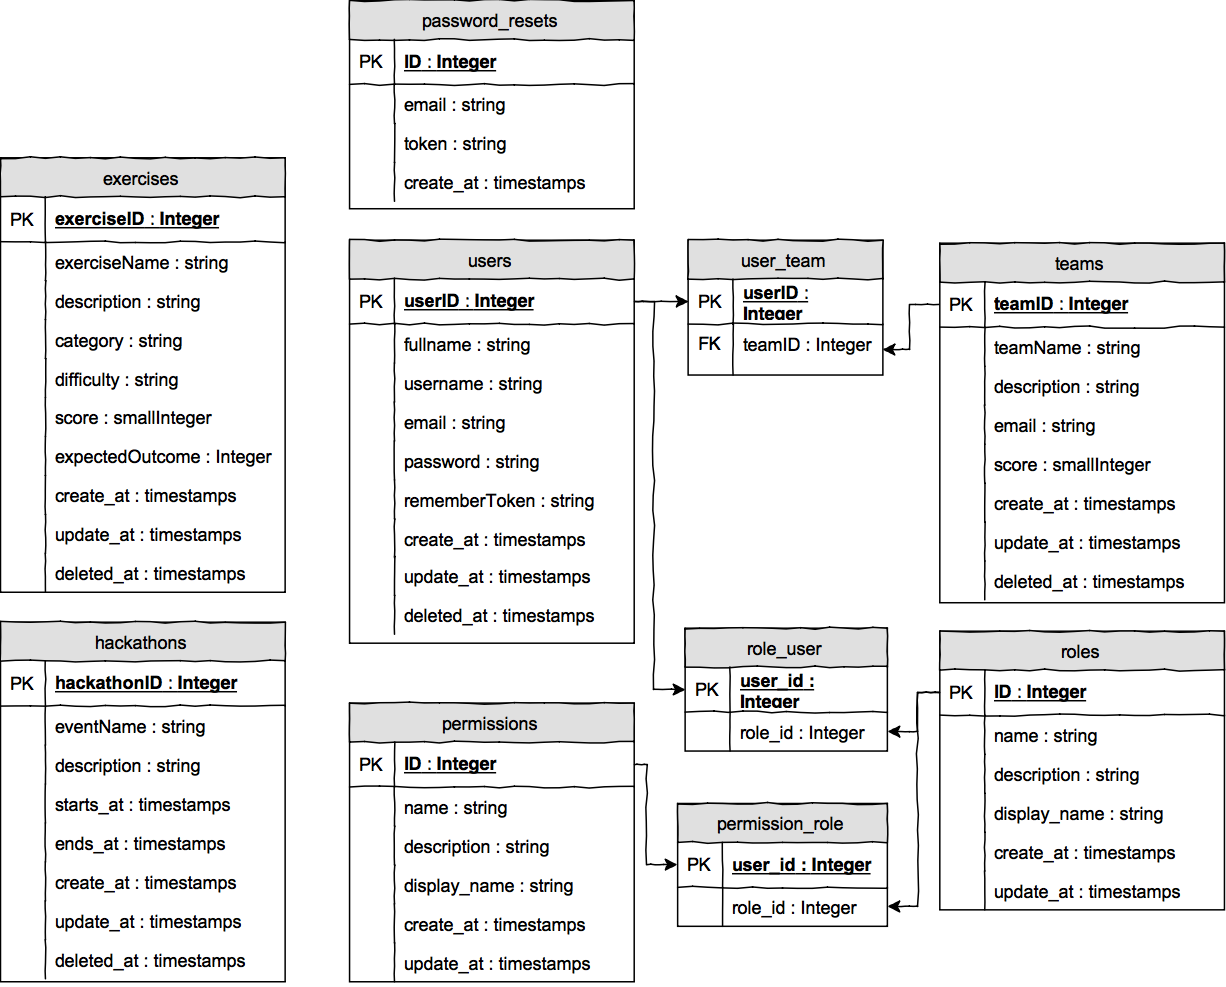 password_resets
PK ID : Integer
email : string
token : string
create_at : timestamps
exercises
PK exerciseID : Integer
exerciseName : string
description : string
category : string
difficulty : string
score : smallInteger
expectedOutcome : Integer
create_at : timestamps
update_at : timestamps
deleted_at : timestamps
users
PK userID : Integer
fullname : string
username : string
email : string
password : string
rememberToken : string
create_at : timestamps
update_at : timestamps
deleted_at : timestamps
user_team
PK userID :
Integer
FK teamID : Integer
teams
PK teamID : Integer
teamName : string
description : string
email : string
score : smallInteger
create_at : timestamps
update_at : timestamps
deleted_at : timestamps
hackathons
PK hackathonID : Integer
eventName : string
description : string
starts_at : timestamps
ends_at : timestamps
create_at : timestamps
update_at : timestamps
deleted_at : timestamps
permissions
PK ID : Integer
name : string
description : string
display_name : string
create_at : timestamps
update_at : timestamps
role_user
PK user_id :
Integer
role_id : Integer
permission_role
PK user_id : Integer
role_id : Integer
roles
PK ID : Integer
name : string
description : string
display_name : string
create_at : timestamps
update_at : timestamps